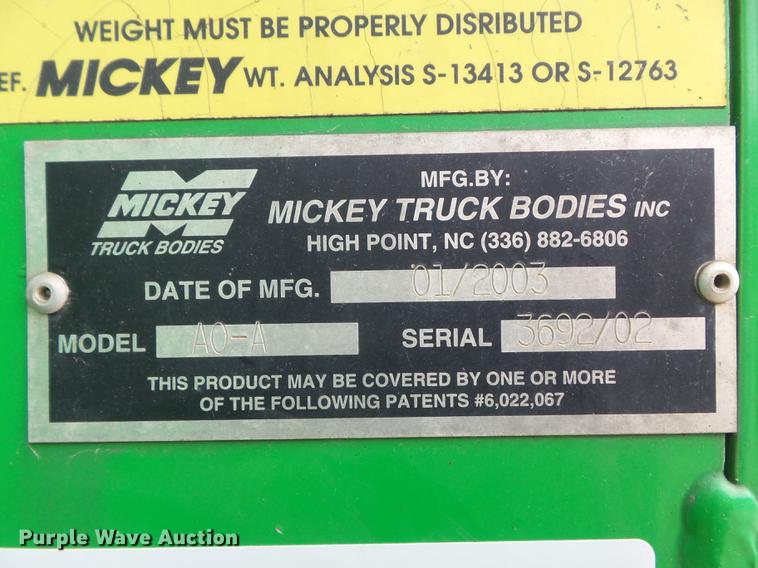 WEIGHT MUST BE PROPERLY DISRIBUTED
EF. MICKEY WT. ANALYSIS S-13413 OR S-12763
MICKEY
TRUCK BODIES
MFG.BY:
MICKEY TRUCK BODIES INC
HIGH POINT, NC (336) 882-6806
DATE OF MFG. 01/2003
MODEL AO-A SERIAL 3692/02
THIS PRODUCT MAY BE COVERED BY ONE OR MORE
OF THE FOLLOWING PATENTS #6,022,067
Purple Wave Auction